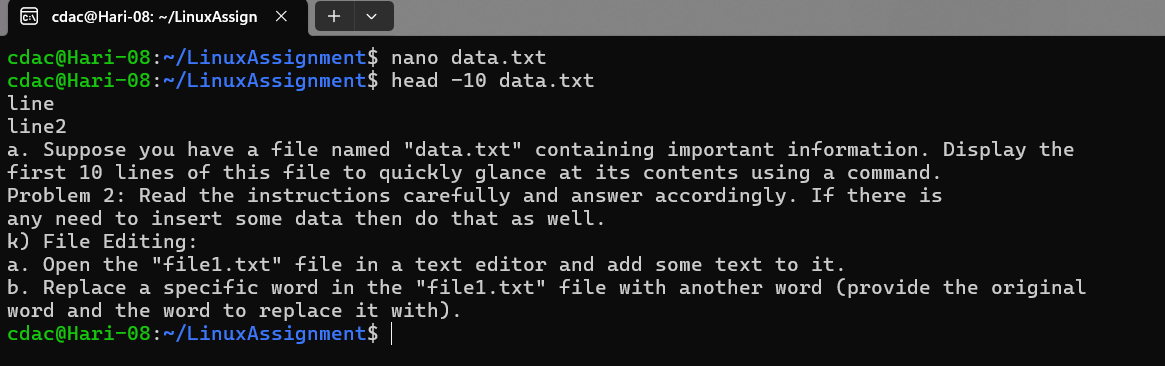 cdac@Hari-08: ~/LinuxAssign
cdac@Hari-08:~/LinuxAssignment$ nano data.txt
cdac@Hari-08:~/LinuxAssignment$ head -10 data.txt
line
line2
a. Suppose you have a file named "data.txt" containing important information. Display the
first 10 lines of this file to quickly glance at its contents using a command.
Problem 2: Read the instructions carefully and answer accordingly. If there is
any need to insert some data then do that as well.
k) File Editing:
a. Open the "file1.txt" file in a text editor and add some text to it.
b. Replace a specific word in the "file1.txt" file with another word (provide the original
word and the word to replace it with).
cdac@Hari-08:~/LinuxAssignment$